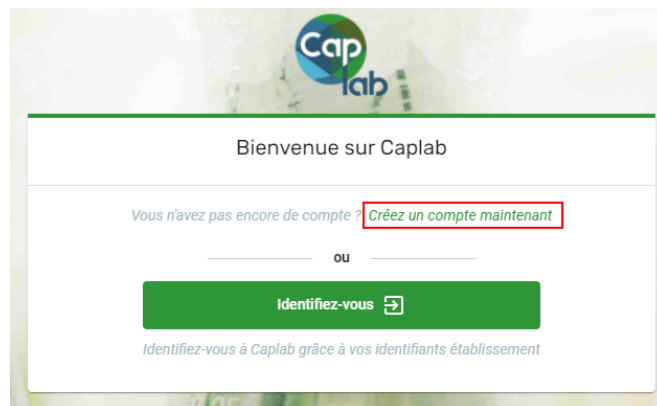 Cap
lab
Bienvenue sur Caplab
Vous n'avez pas encore de compte ? Créez un compte maintenant
ou
Identifiez-vous
Identifiez-vous à Caplab grâce à vos identifiants établissement